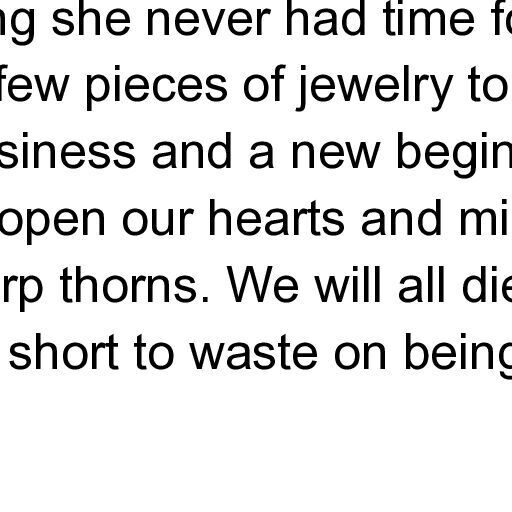 ng she never had time fo
few pieces of jewelry to
siness and a new begin
open our hearts and mi
rp thorns. We will all die
short to waste on being